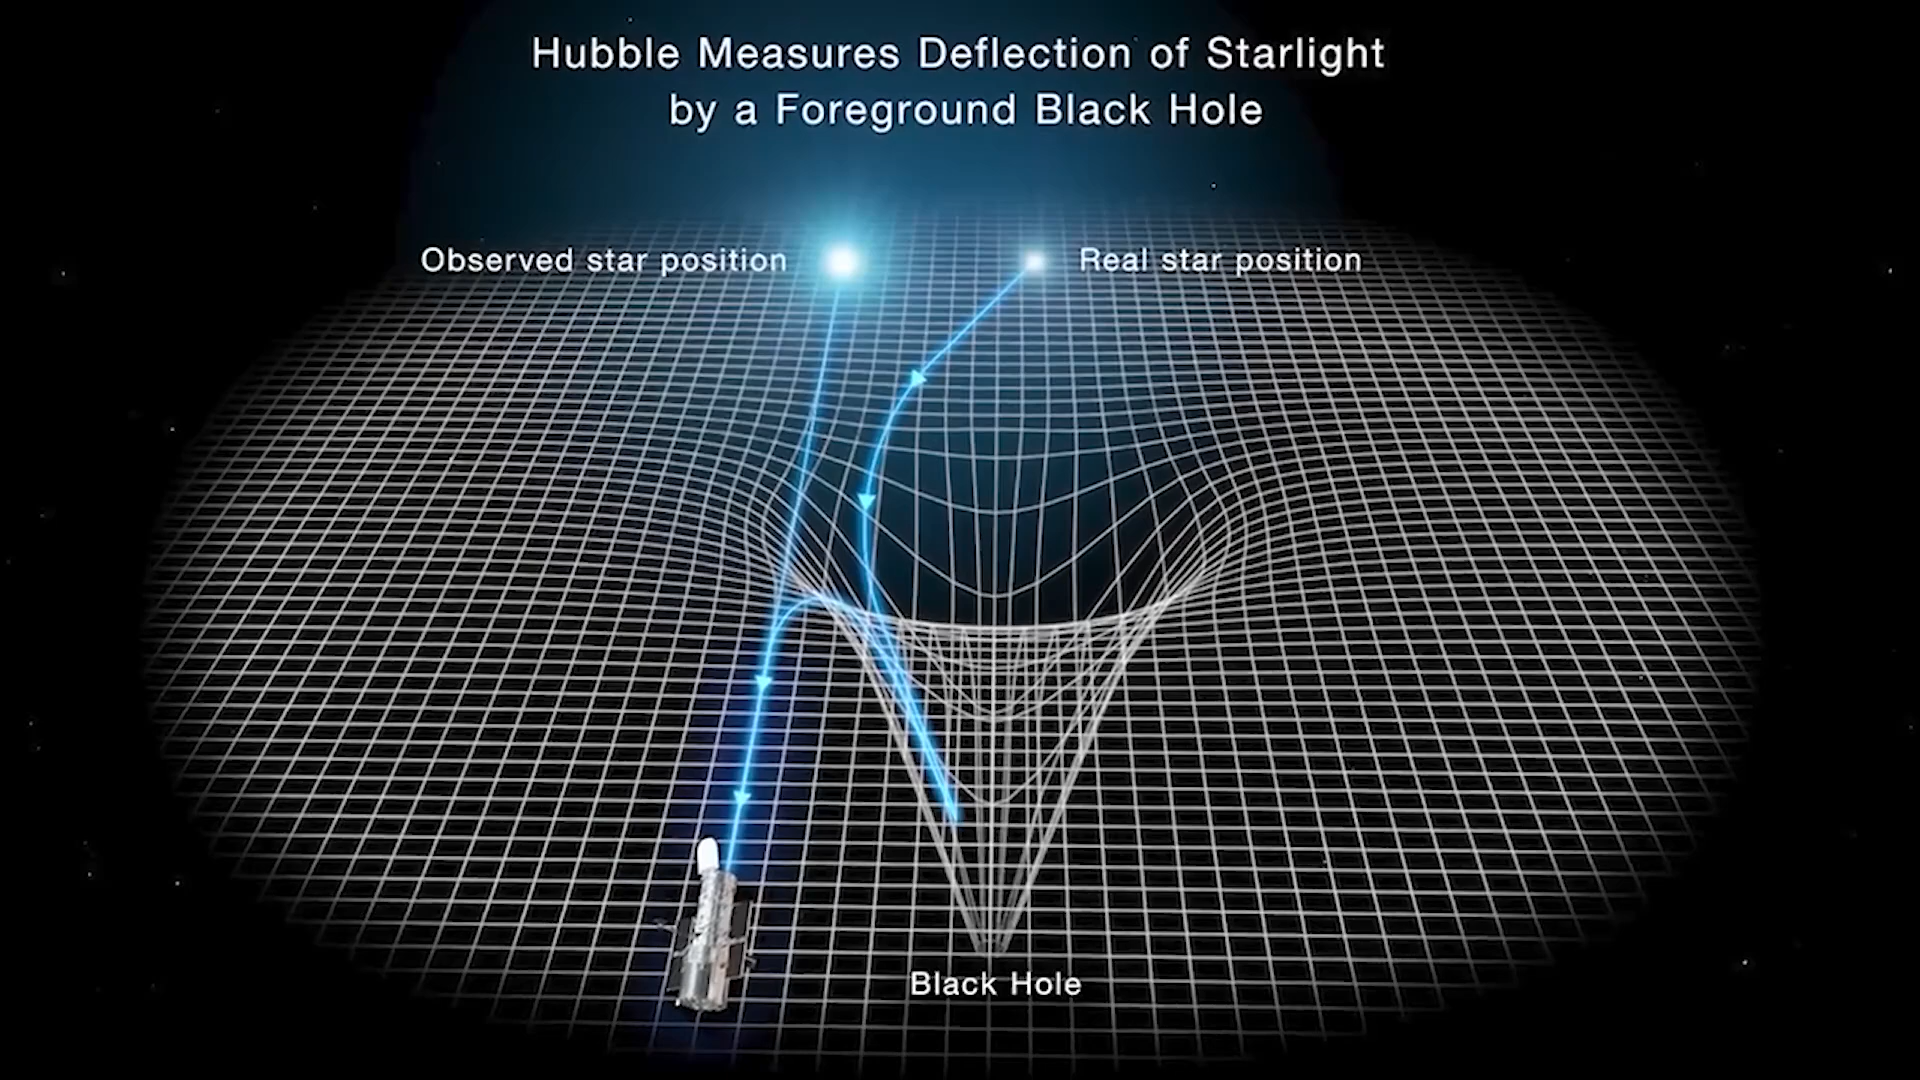 Hubble Measures Deflection of Starlight
by a Foreground Black Hole
Observed star position
Real star position
Black Hole